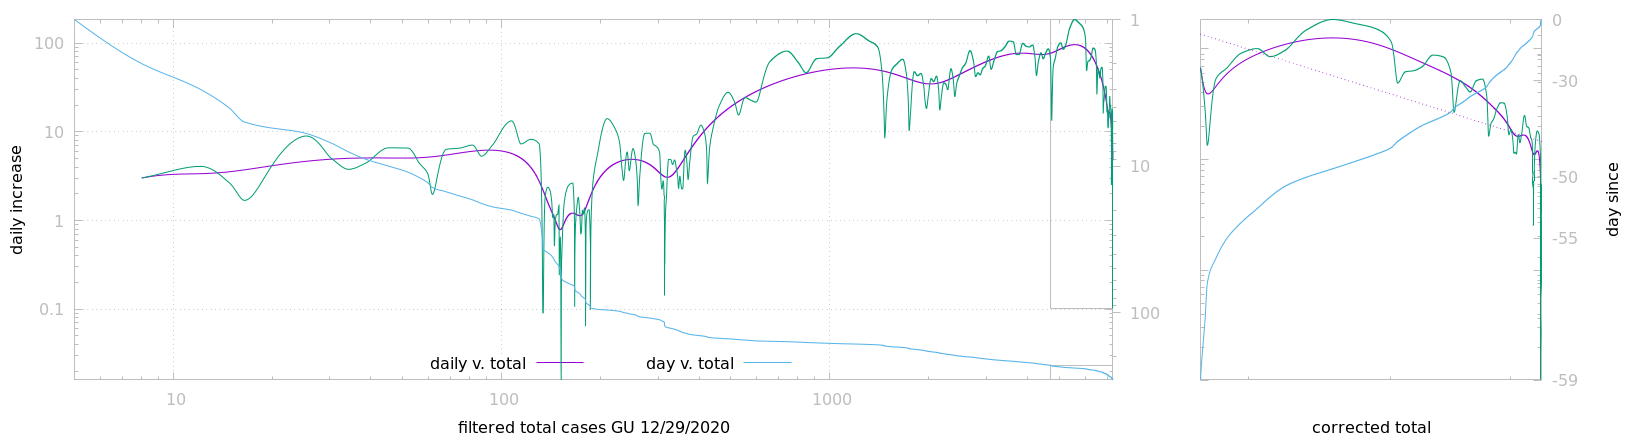 daily increase
100
10
1
0.1
10
100
1000
1
10
100
daily v. total
day v. total
filtered total cases GU 12/29/2020
0
-30
-50
-55
-59
day since
corrected total